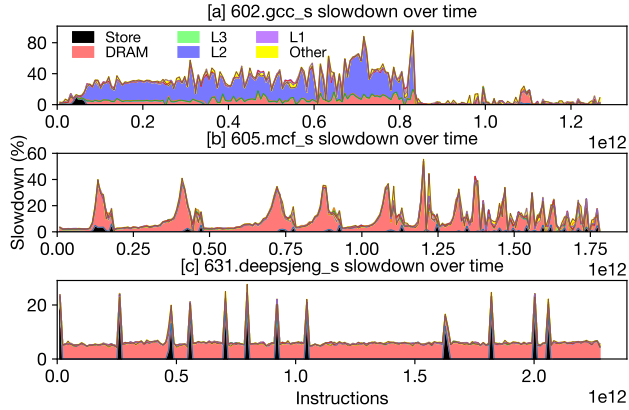 [a] 602.gcc_s slowdown over time
Store L3 L1
DRAM L2 Other
80
40
0
0.0 0.2 0.4 0.6 0.8 1.0 1.2
1e12
[b] 605.mcf_s slowdown over time
Slowdown (%)
60
40
20
0
0.00 0.25 0.50 0.75 1.00 1.25 1.50 1.75
1e12
[c] 631.deepsjeng_s slowdown over time
20
0
0.0 0.5 1.0 1.5 2.0
1e12
Instructions